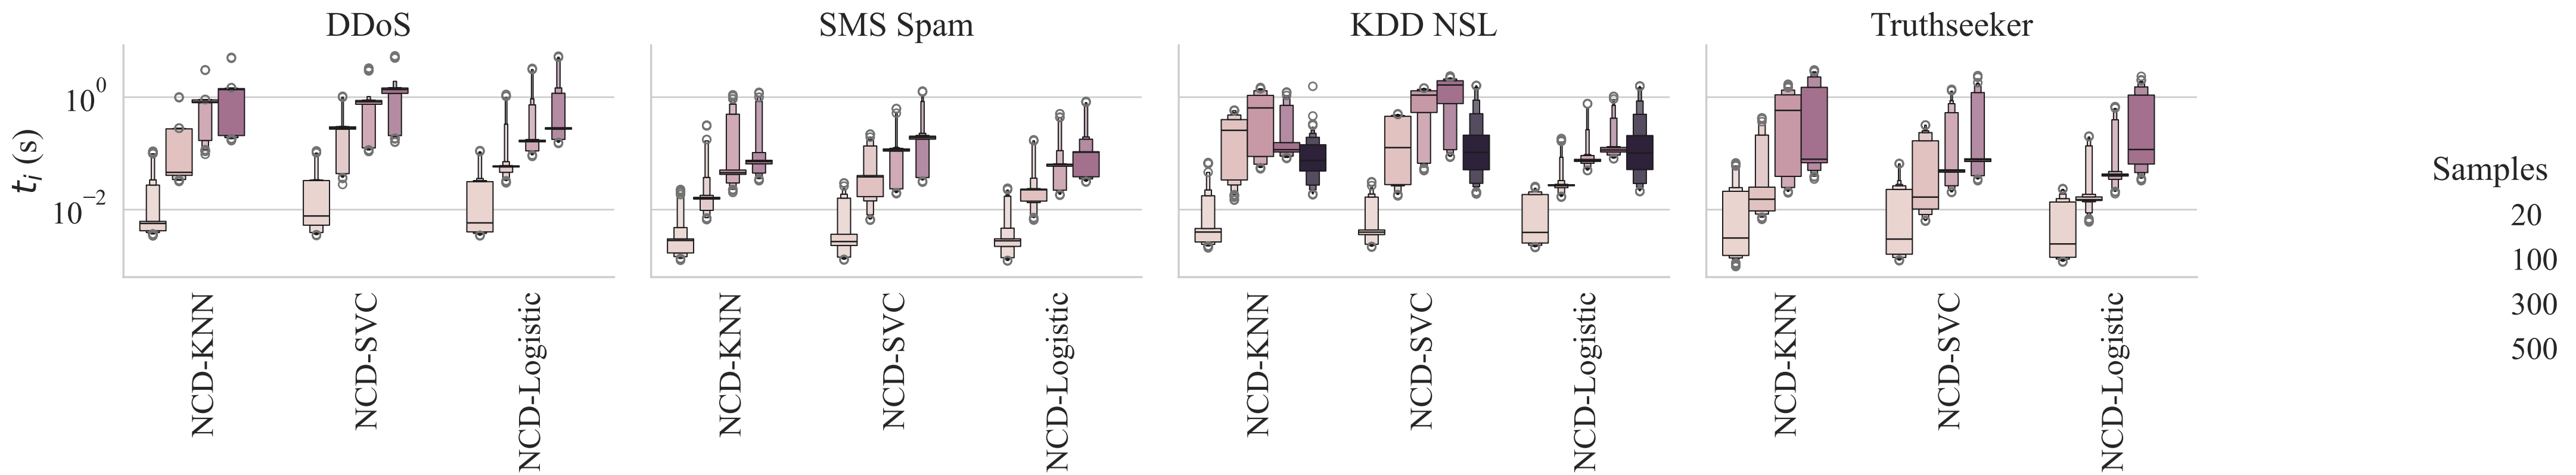 DDoS
SMS Spam
KDD NSL
Truthseeker
t_i (s)
10^0
10^-2
NCD-KNN
NCD-SVC
NCD-Logistic
NCD-KNN
NCD-SVC
NCD-Logistic
NCD-KNN
NCD-SVC
NCD-Logistic
NCD-KNN
NCD-SVC
NCD-Logistic
Samples
20
100
300
500